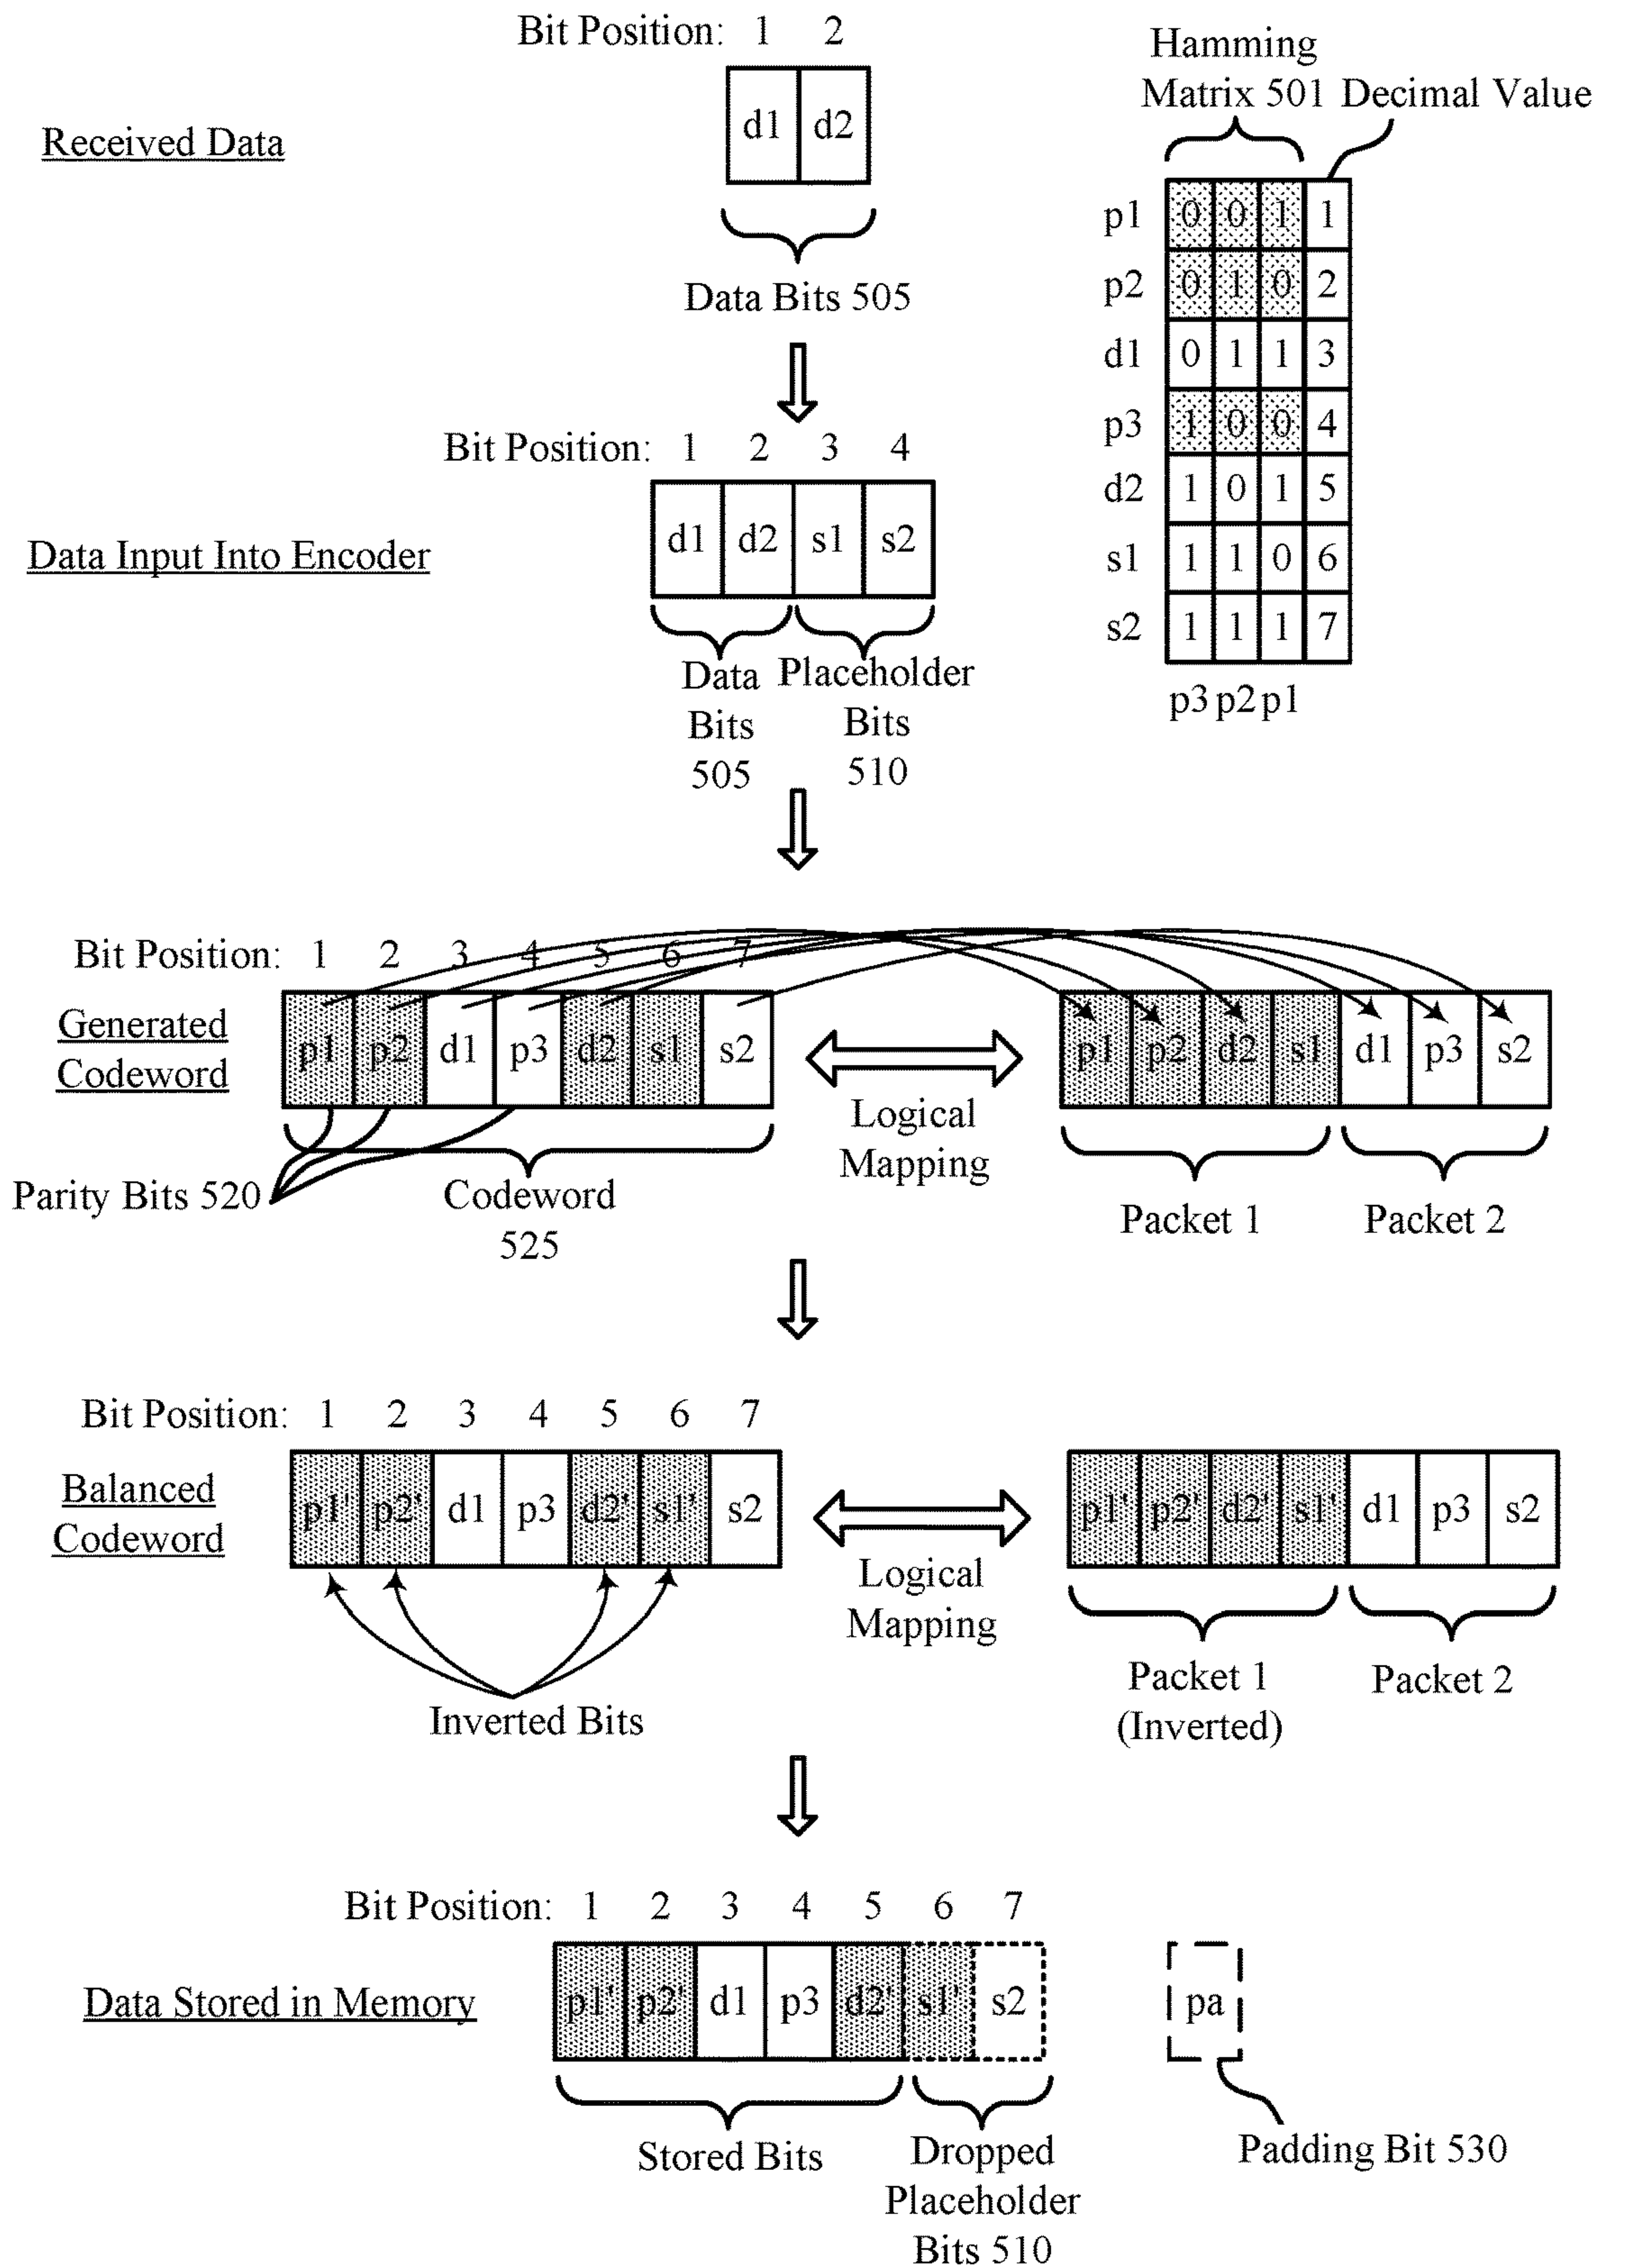 Bit Position: 1 2
Hamming
Matrix 501 Decimal Value
Received Data
d1 d2
Data Bits 505
p1 0 0 1 1
p2 0 1 0 2
d1 0 1 1 3
p3 1 0 0 4
d2 1 0 1 5
s1 1 1 0 6
s2 1 1 1 7
p3 p2 p1
Bit Position: 1 2 3 4
Data Input Into Encoder
d1 d2 s1 s2
Data
Bits
505
Placeholder
Bits
510
Bit Position: 1 2 3 4 5 6 7
Generated
Codeword
p1 p2 d1 p3 d2 s1 s2
Logical
Mapping
p1 p2 d2 s1 d1 p3 s2
Parity Bits 520
Codeword
525
Packet 1
Packet 2
Bit Position: 1 2 3 4 5 6 7
Balanced
Codeword
p1' p2' d1 p3 d2' s1' s2
Logical
Mapping
p1' p2' d2' s1' d1 p3 s2
Inverted Bits
Packet 1
(Inverted)
Packet 2
Bit Position: 1 2 3 4 5 6 7
Data Stored in Memory
p1' p2' d1 p3 d2' s1' s2
pa
Stored Bits
Dropped
Placeholder
Bits 510
Padding Bit 530